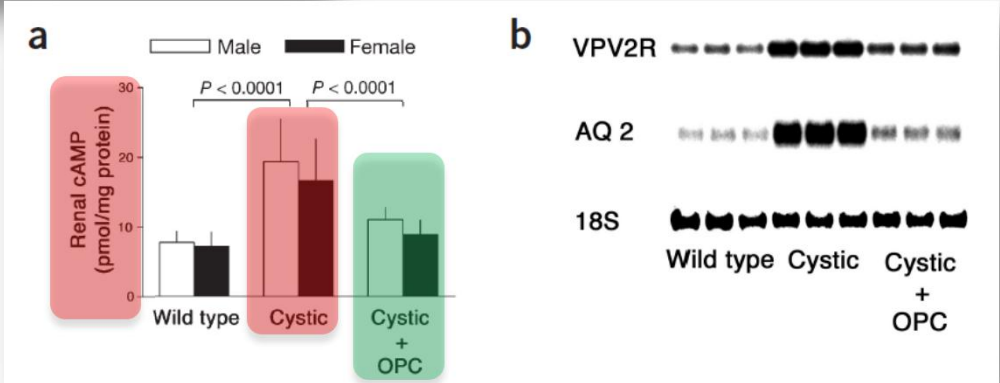 a
Male
Female
P < 0.0001
P < 0.0001
Renal cAMP
(pmol/mg protein)
30
20
10
0
Wild type
Cystic
Cystic
+
OPC
b
VPV2R
AQ 2
18S
Wild type
Cystic
Cystic
+
OPC